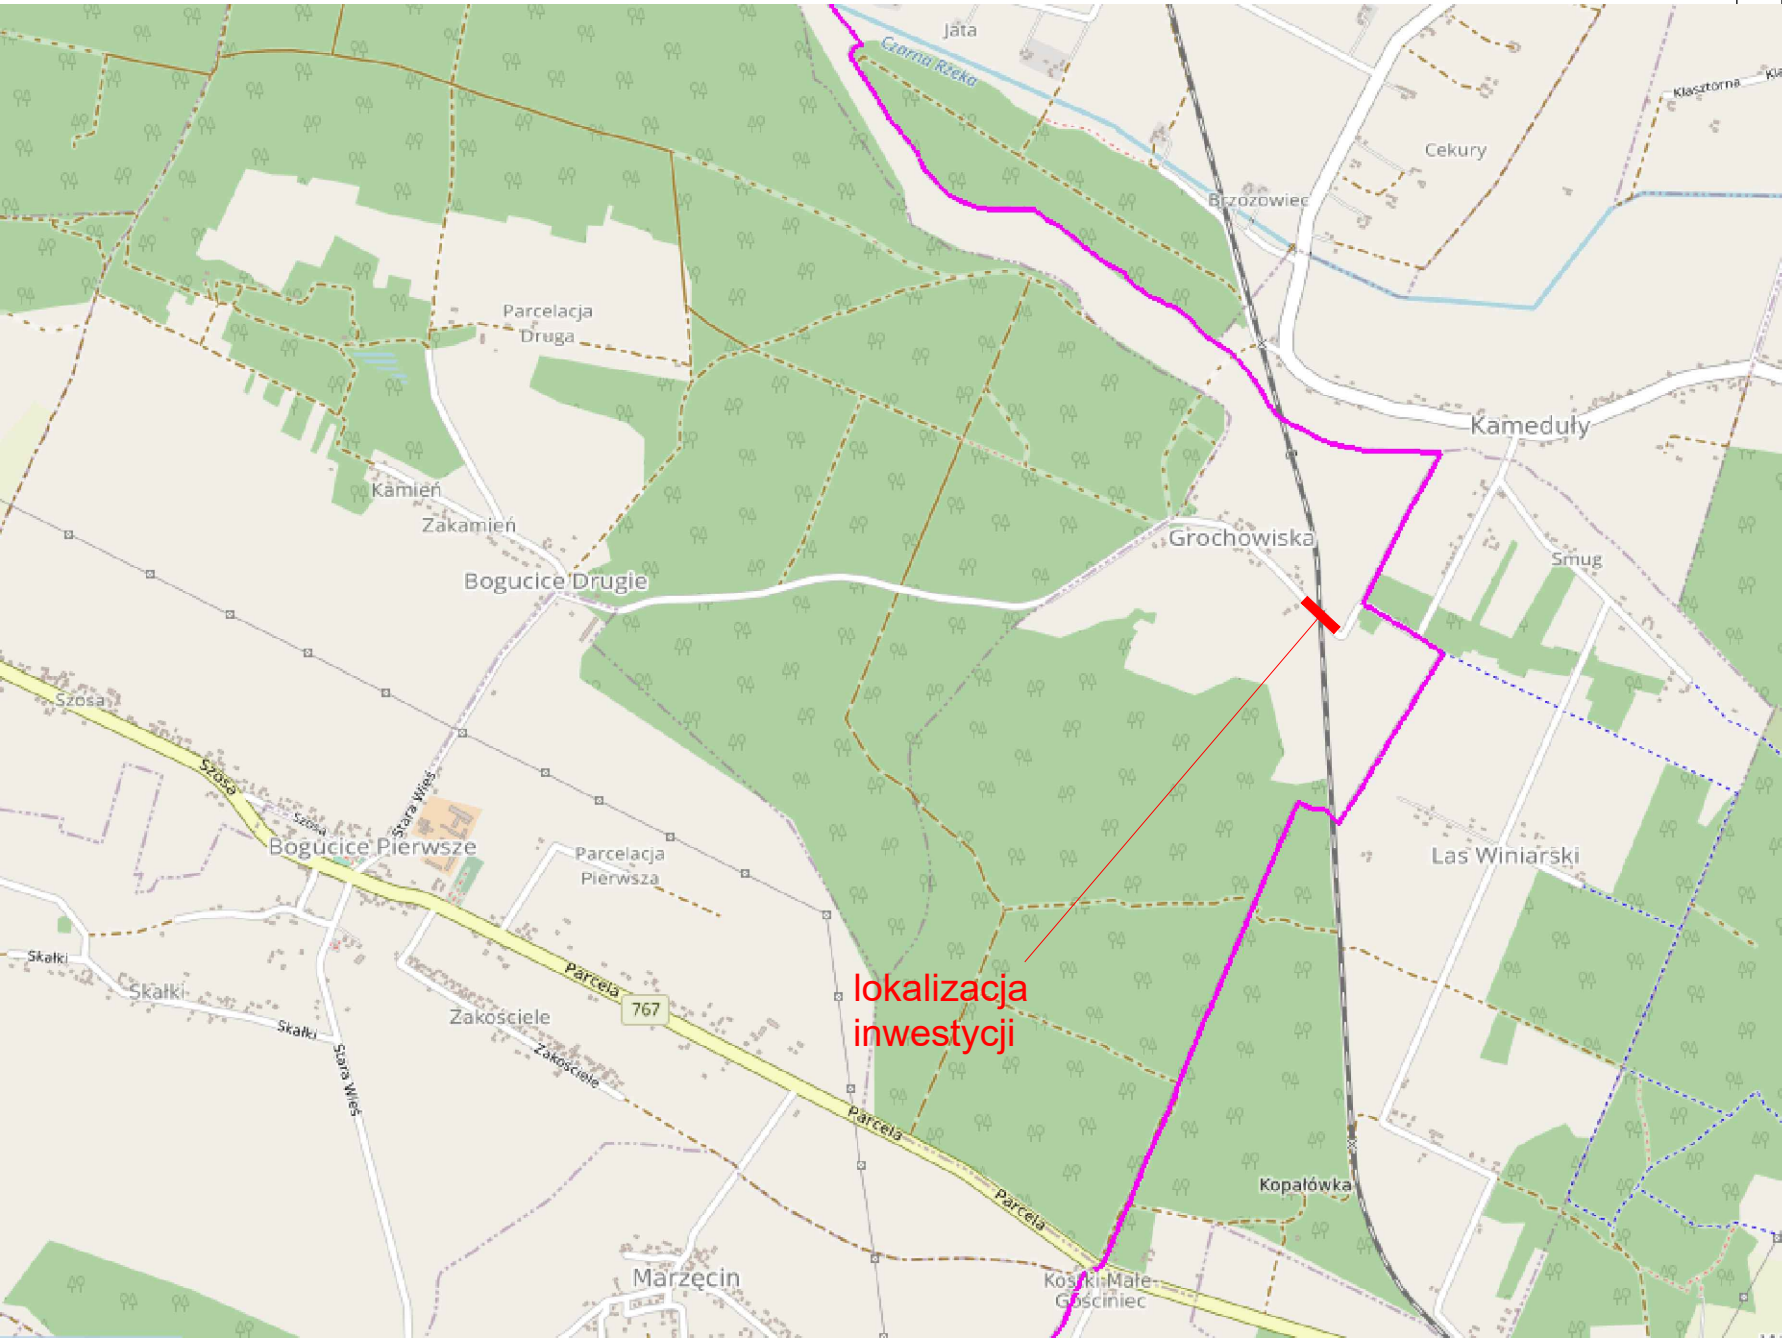 Jata
Czarna Rzeka
Klasztorna
Cekury
Brzozowiec
Parcelacja
Druga
Kameduły
Kamień
Zakamień
Grochowiska
Smug
Bogucice Drugie
Szosa
Szosa
Stara Wieś
Szosa
Bogucice Pierwsze
Parcelacja
Pierwsza
Las Winiarski
Skałki
Skałki
Parcela
767
lokalizacja
inwestycji
Zakościele
Skałki
Stara Wieś
Zakościele
Parcela
Kopałówka
Parcela
Marzęcin
Kostki Małe-
Gościniec